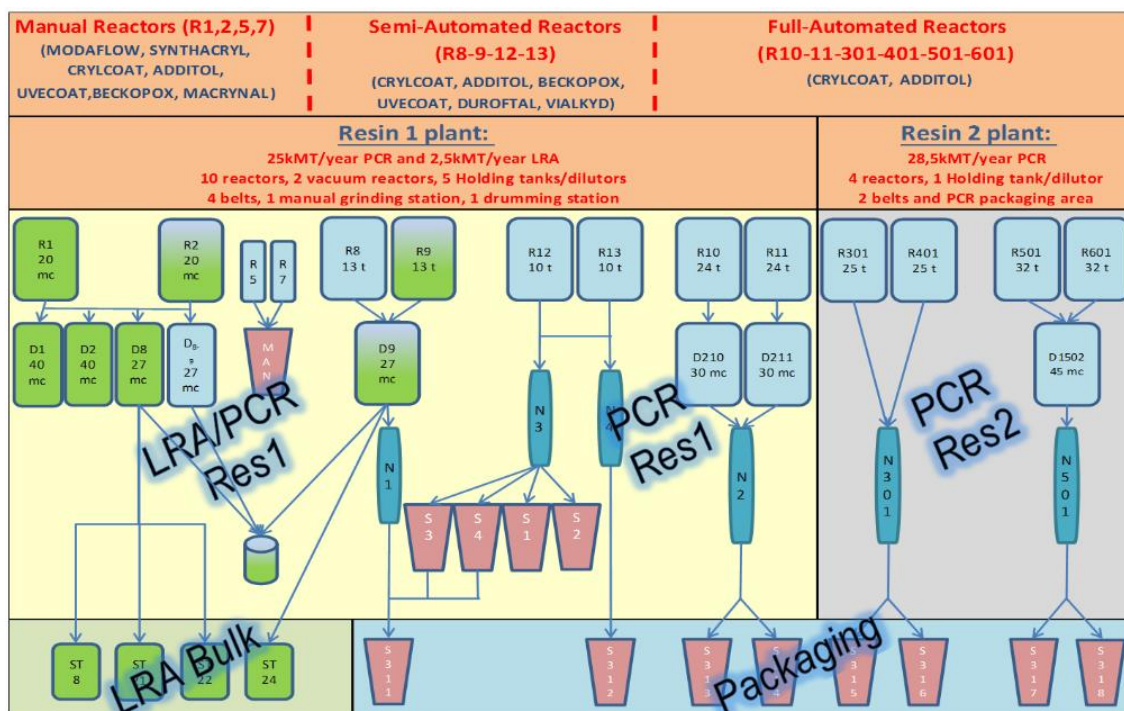 Manual Reactors (R1,2,5,7)
(MODAFLOW, SYNTHACRYL,
CRYLCOAT, ADDITOL,
UVECOAT,BECKOPOX, MACRYNAL)
Semi-Automated Reactors
(R8-9-12-13)
(CRYLCOAT, ADDITOL, BECKOPOX,
UVECOAT, DUROFTAL, VIALKYD)
Full-Automated Reactors
(R10-11-301-401-501-601)
(CRYLCOAT, ADDITOL)
Resin 1 plant:
25kMT/year PCR and 2,5kMT/year LRA
10 reactors, 2 vacuum reactors, 5 Holding tanks/dilutors
4 belts, 1 manual grinding station, 1 drumming station
Resin 2 plant:
28,5kMT/year PCR
4 reactors, 1 Holding tank/dilutor
2 belts and PCR packaging area
R1
20
mc
R2
20
mc
R
5
R
7
R8
13 t
R9
13 t
R12
10 t
R13
10 t
R10
24 t
R11
24 t
R301
25 t
R401
25 t
R501
32 t
R601
32 t
D1
40
mc
D2
40
mc
D8
27
mc
D8-
9
27
mc
M
A
N
D9
27
mc
D210
30 mc
D211
30 mc
D1502
45 mc
LRA/PCR
Res1
PCR
Res1
PCR
Res2
N
1
N
3
N
N
2
N
3
0
1
N
5
0
1
S
3
S
4
S
1
S
2
ST
8
ST
ST
22
ST
24
LRA Bulk
S
3
1
1
S
3
1
2
S
3
1
3
S
3
1
5
S
3
1
6
S
3
1
7
S
3
1
8
Packaging